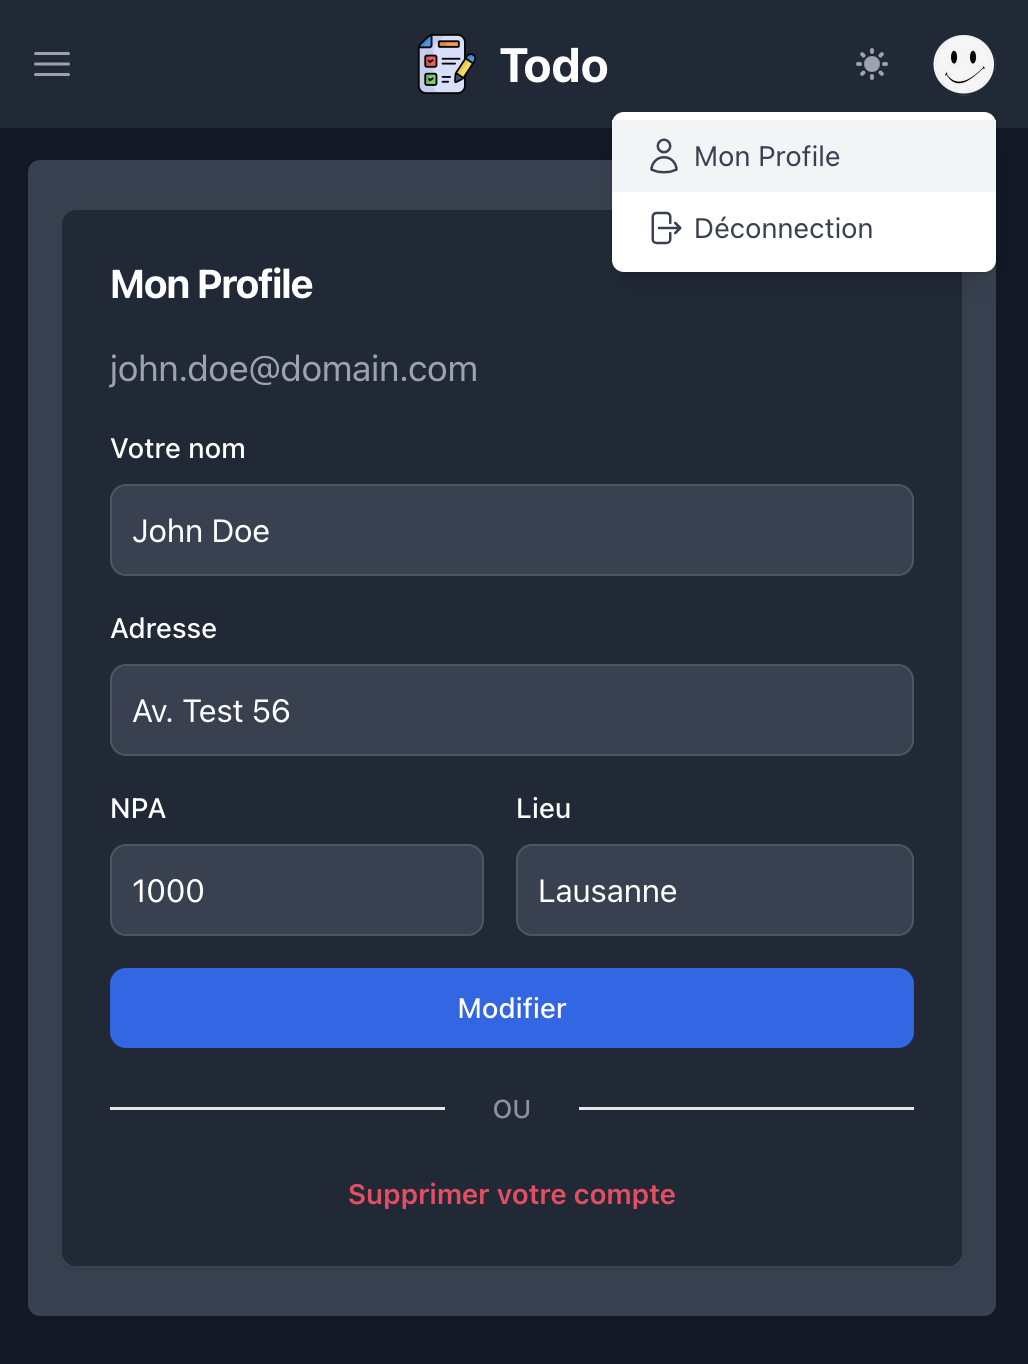 Todo
Mon Profile
Déconnection
Mon Profile
john.doe@domain.com
Votre nom
John Doe
Adresse
Av. Test 56
NPA
Lieu
1000
Lausanne
Modifier
OU
Supprimer votre compte